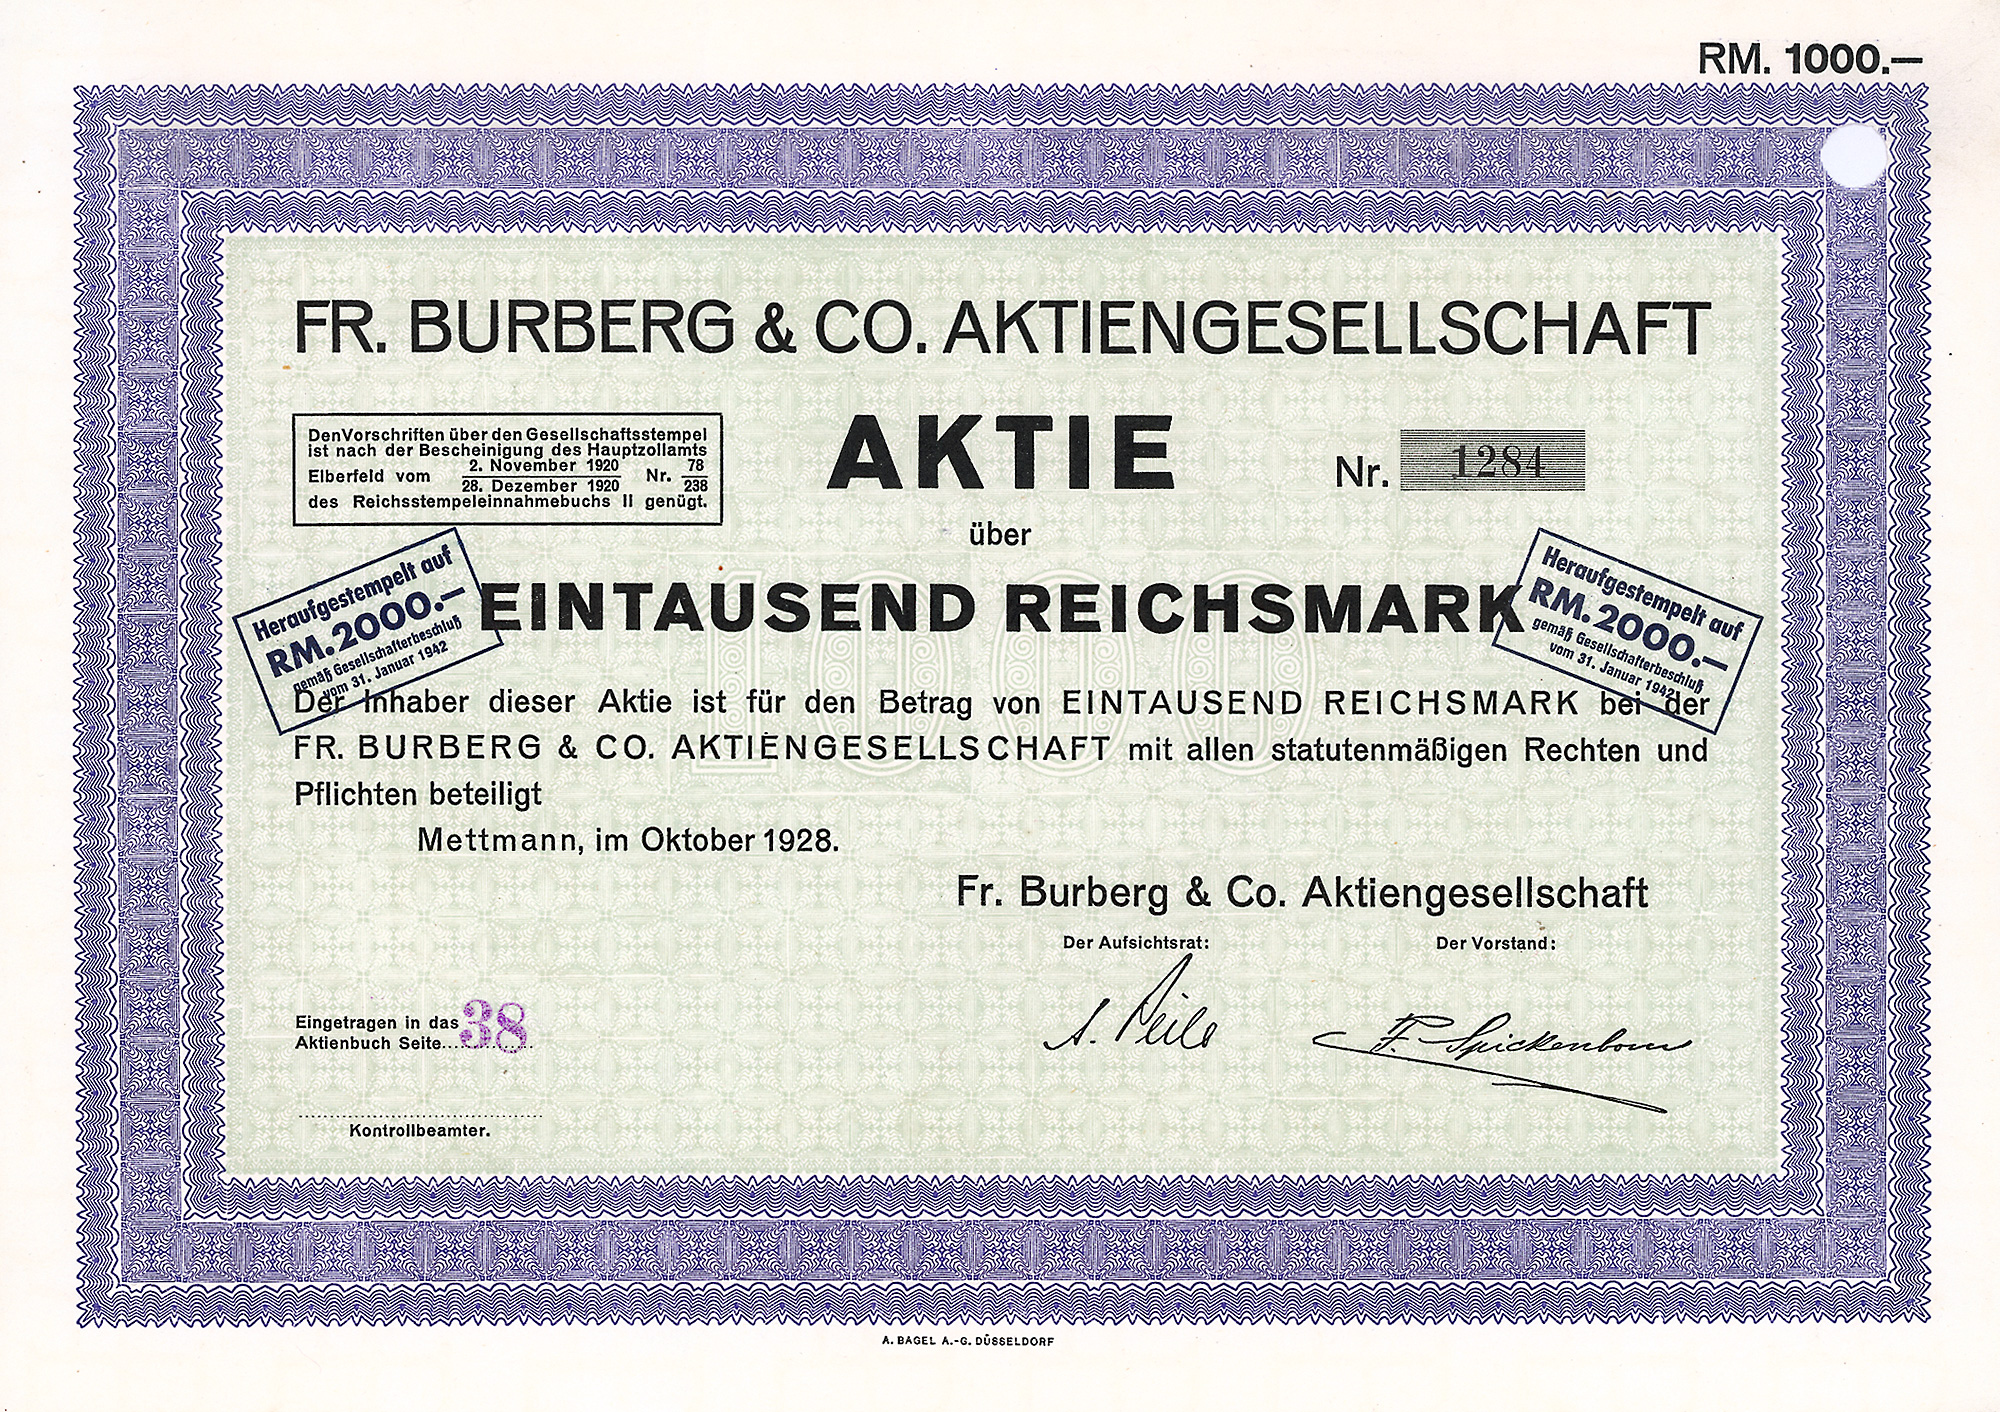 RM. 1000.—
FR. BURBERG & CO. AKTIENGESELLSCHAFT
Den Vorschriften über den Gesellschaftsstempel
ist nach der Bescheinigung des Hauptzollamts
Elberfeld vom 2. November 1920 Nr. 78
28. Dezember 1920 238
des Reichsstempeleinnahmebuchs II genügt.
AKTIE
Nr. 1284
über
Heraufgestempelt auf
RM. 2000.—
gemäß Gesellschafterbeschluß
vom 31. Januar 1942
EINTAUSEND REICHSMARK
Heraufgestempelt auf
RM. 2000.—
gemäß Gesellschafterbeschluß
vom 31. Januar 1942
1000
Der Inhaber dieser Aktie ist für den Betrag von EINTAUSEND REICHSMARK bei der
FR. BURBERG & CO. AKTIENGESELLSCHAFT mit allen statutenmäßigen Rechten und
Pflichten beteiligt
Mettmann, im Oktober 1928.
Fr. Burberg & Co. Aktiengesellschaft
Der Aufsichtsrat: Der Vorstand:
F. Spickenbom
Eingetragen in das
Aktienbuch Seite.... 38
Kontrollbeamter.
A. BAGEL A.-G. DÜSSELDORF